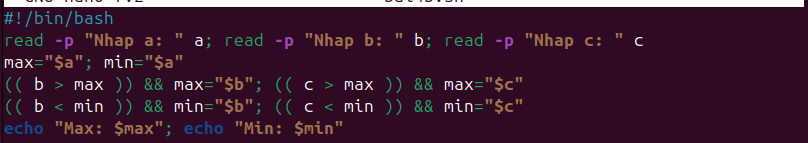 #!/bin/bash
read -p "Nhap a: " a; read -p "Nhap b: " b; read -p "Nhap c: " c
max="$a"; min="$a"
(( b > max )) && max="$b"; (( c > max )) && max="$c"
(( b < min )) && min="$b"; (( c < min )) && min="$c"
echo "Max: $max"; echo "Min: $min"